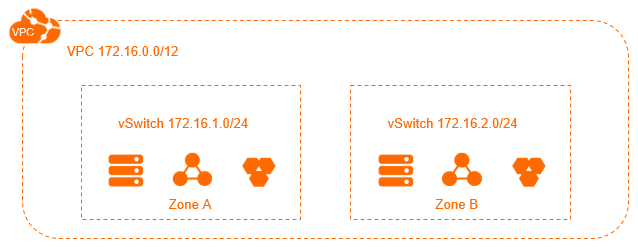 VPC
VPC 172.16.0.0/12
vSwitch 172.16.1.0/24
vSwitch 172.16.2.0/24
Zone A
Zone B